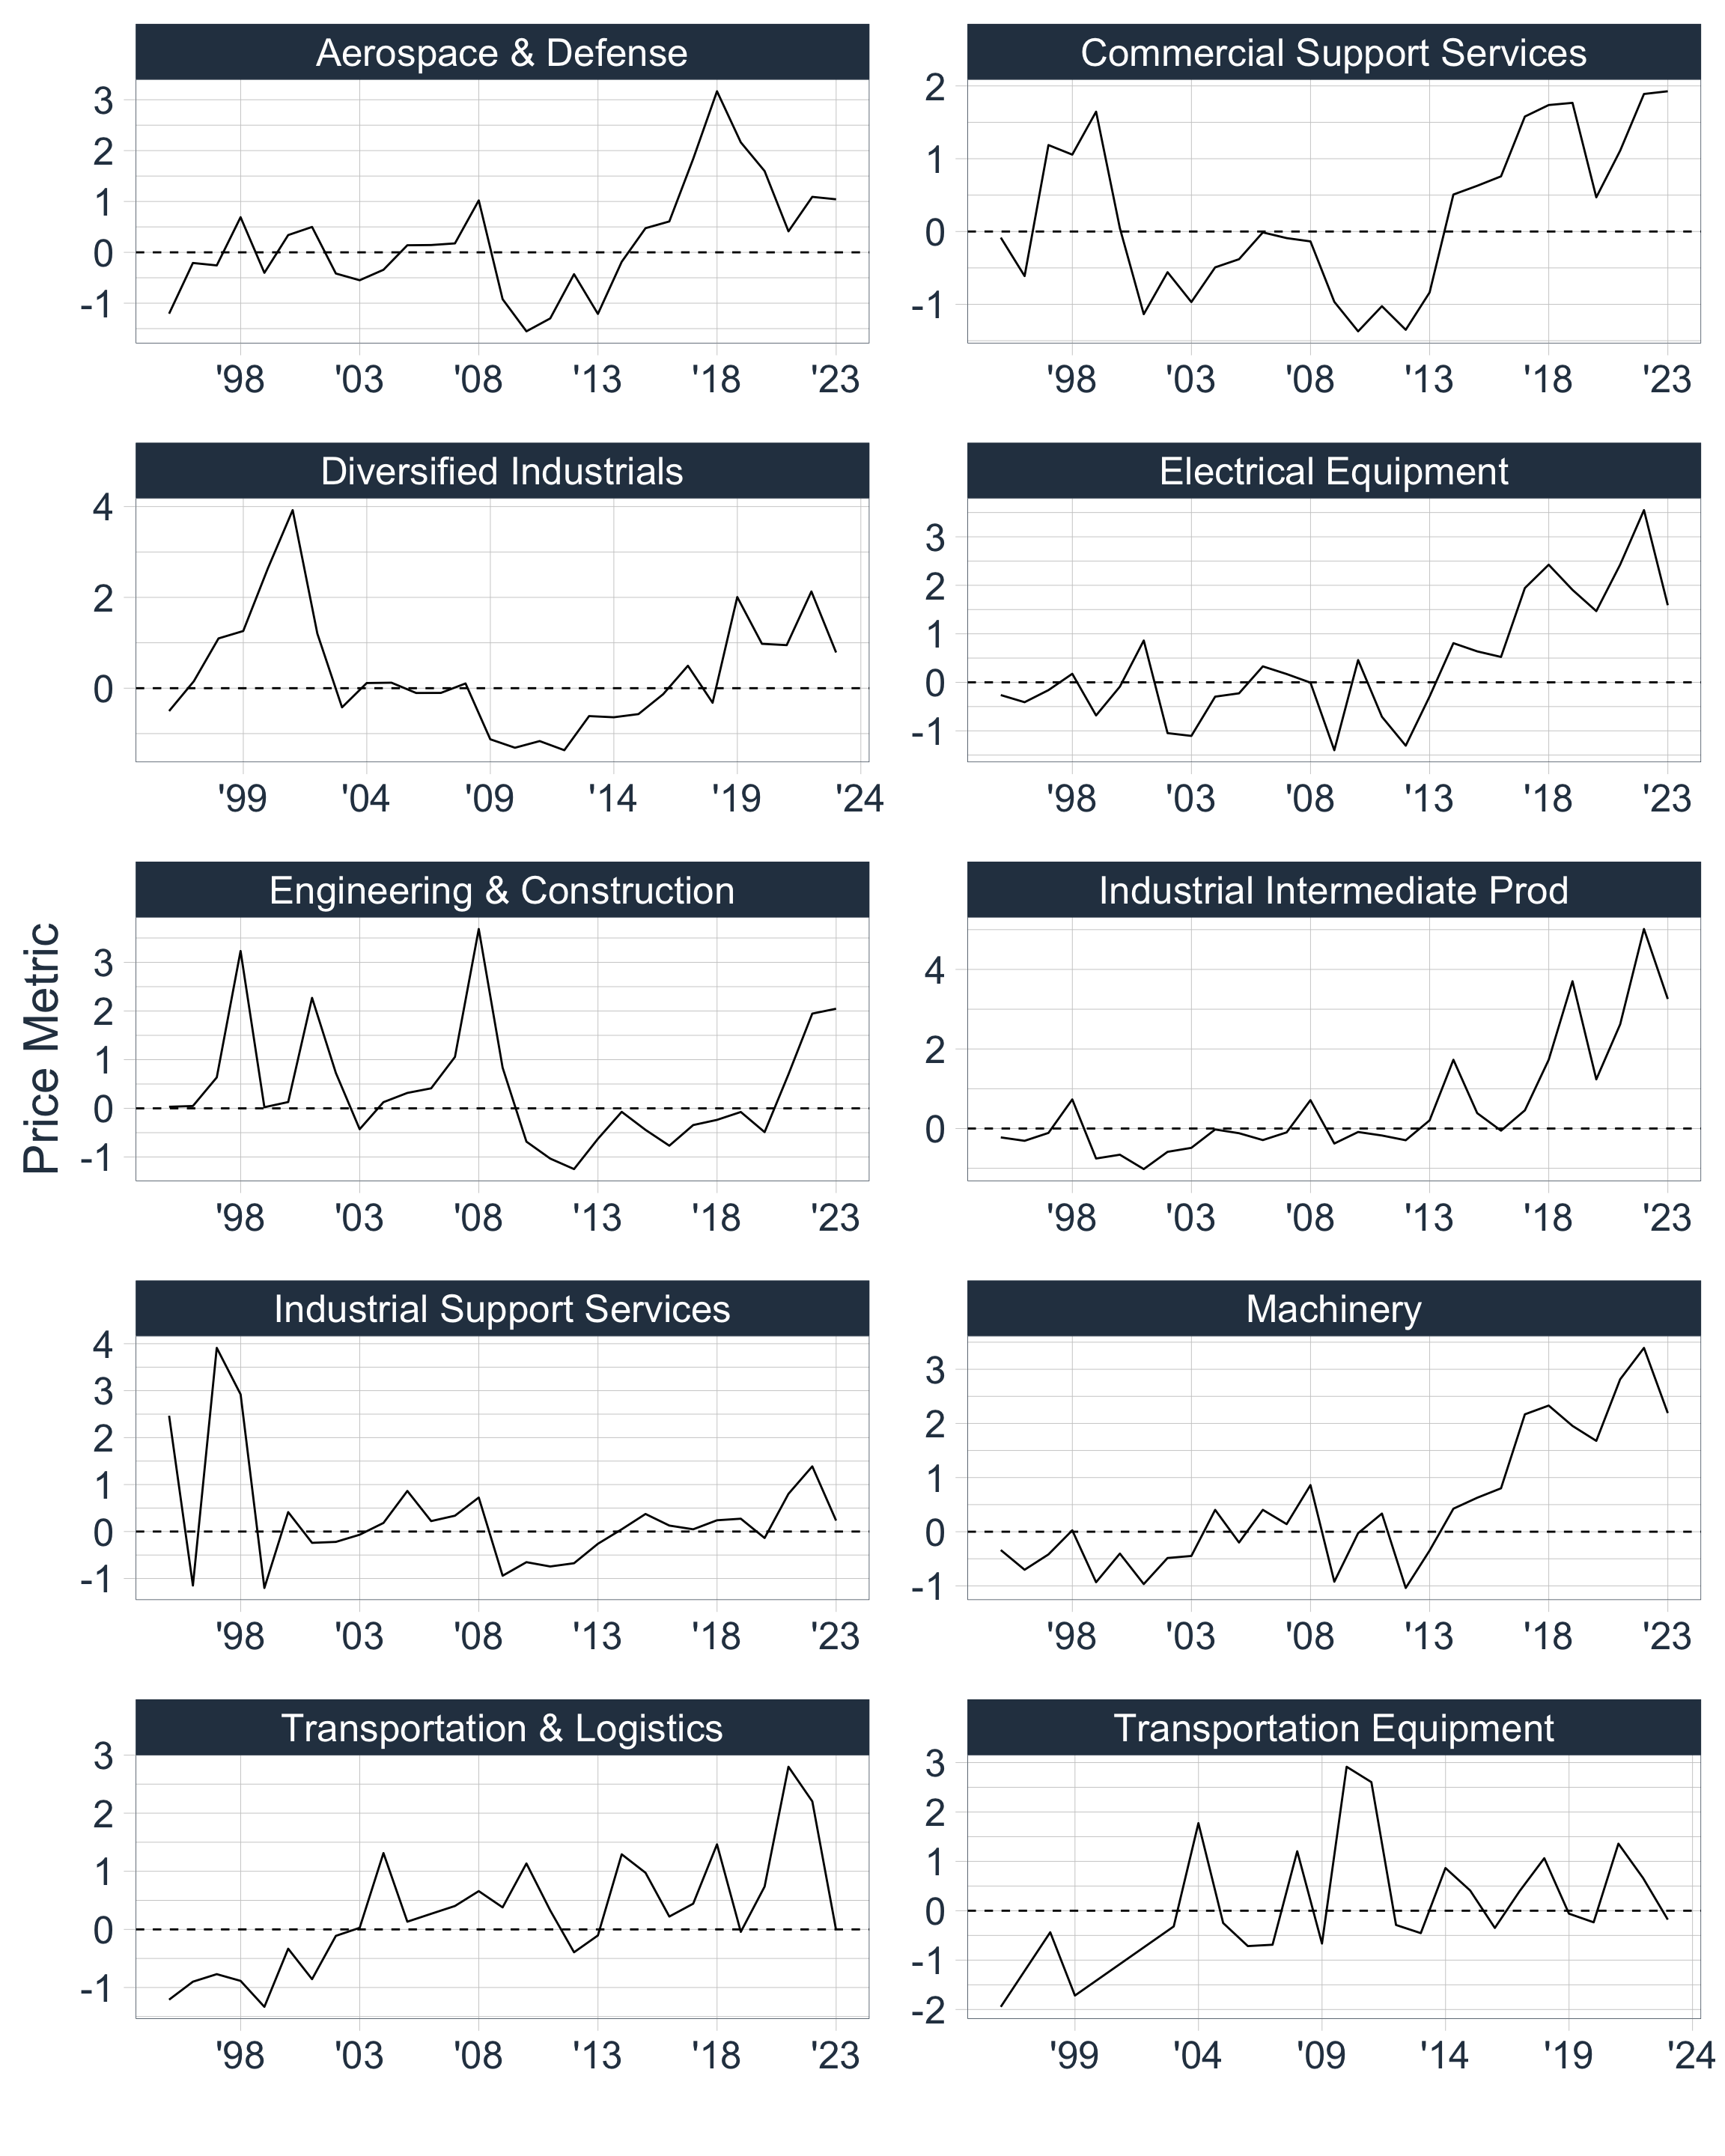 Aerospace & Defense
Commercial Support Services
3
2
1
0
-1
2
1
0
-1
'98 '03 '08 '13 '18 '23
'98 '03 '08 '13 '18 '23
Diversified Industrials
Electrical Equipment
4
2
0
3
2
1
0
-1
'99 '04 '09 '14 '19 '24
'98 '03 '08 '13 '18 '23
Price Metric
Engineering & Construction
Industrial Intermediate Prod
3
2
1
0
-1
4
2
0
'98 '03 '08 '13 '18 '23
'98 '03 '08 '13 '18 '23
Industrial Support Services
Machinery
4
3
2
1
0
-1
3
2
1
0
-1
'98 '03 '08 '13 '18 '23
'98 '03 '08 '13 '18 '23
Transportation & Logistics
Transportation Equipment
3
2
1
0
-1
3
2
1
0
-1
-2
'98 '03 '08 '13 '18 '23
'99 '04 '09 '14 '19 '24